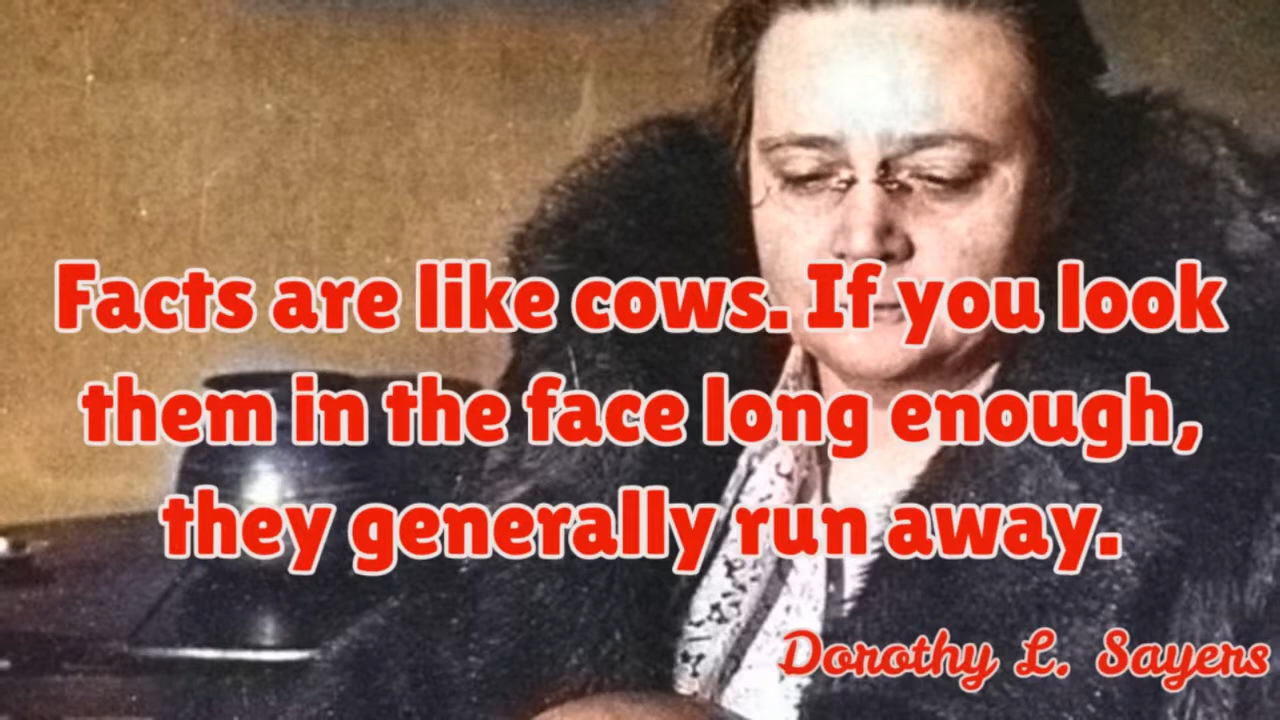 Facts are like cows. If you look
them in the face long enough,
they generally run away.
Dorothy L. Sayers